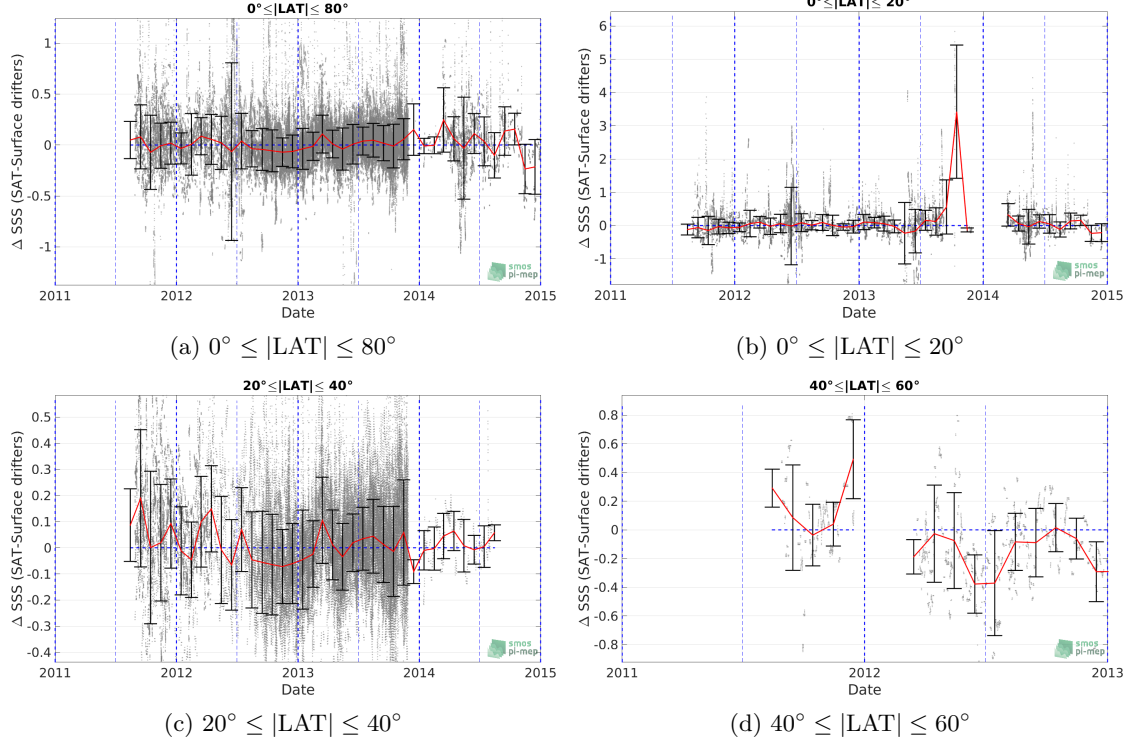 0°≤|LAT|≤ 80°
Δ SSS (SAT-Surface drifters)
1
0.5
0
-0.5
-1
2011 2012 2013 2014 2015
Date
smos
pi-mep
(a) 0° ≤ |LAT| ≤ 80°
0°≤|LAT|≤ 20°
Δ SSS (SAT-Surface drifters)
6
5
4
3
2
1
0
-1
2011 2012 2013 2014 2015
Date
smos
pi-mep
(b) 0° ≤ |LAT| ≤ 20°
20°≤|LAT|≤ 40°
Δ SSS (SAT-Surface drifters)
0.5
0.4
0.3
0.2
0.1
0
-0.1
-0.2
-0.3
-0.4
2011 2012 2013 2014 2015
Date
smos
pi-mep
(c) 20° ≤ |LAT| ≤ 40°
40°≤|LAT|≤ 60°
Δ SSS (SAT-Surface drifters)
0.8
0.6
0.4
0.2
0
-0.2
-0.4
-0.6
-0.8
2011 2012 2013
Date
smos
pi-mep
(d) 40° ≤ |LAT| ≤ 60°